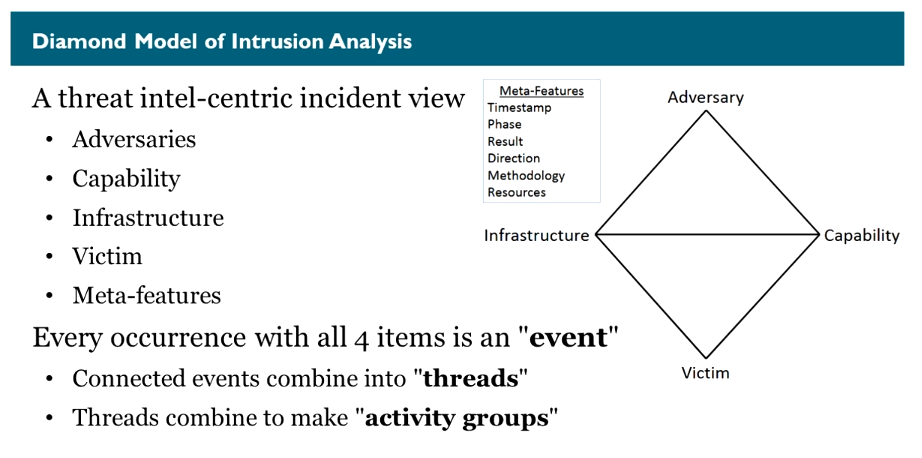 Diamond Model of Intrusion Analysis
A threat intel-centric incident view
• Adversaries
• Capability
• Infrastructure
• Victim
• Meta-features
Every occurrence with all 4 items is an "event"
• Connected events combine into "threads"
• Threads combine to make "activity groups"
Meta-Features
Timestamp
Phase
Result
Direction
Methodology
Resources
Adversary
Infrastructure
Capability
Victim